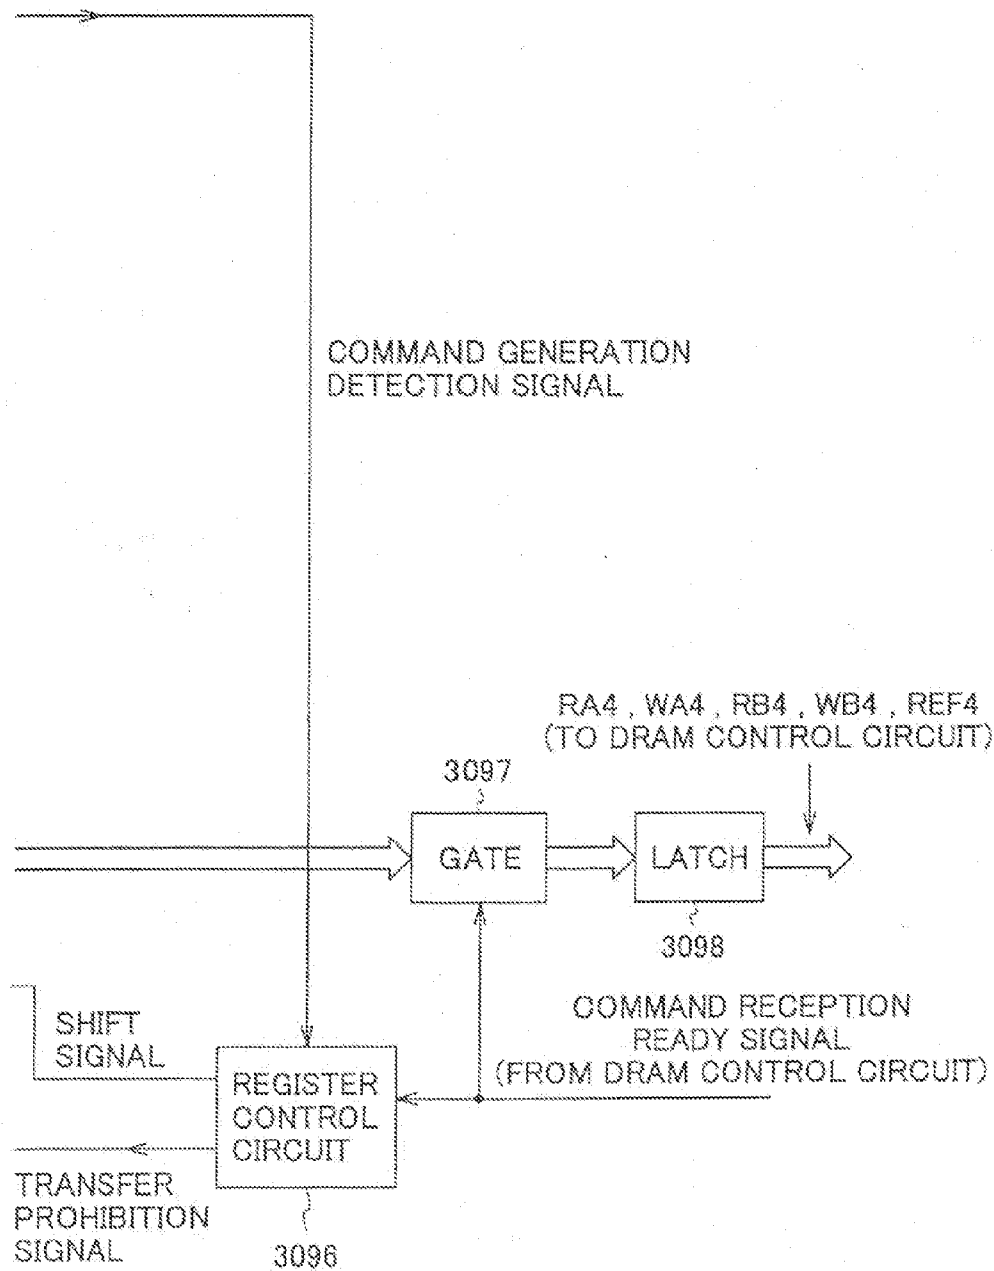 COMMAND GENERATION
DETECTION SIGNAL
RA4 , WA4 , RB4 , WB4 , REF4
(TO DRAM CONTROL CIRCUIT)
3097
GATE
LATCH
3098
SHIFT
SIGNAL
COMMAND RECEPTION
READY SIGNAL
(FROM DRAM CONTROL CIRCUIT)
REGISTER
CONTROL
CIRCUIT
TRANSFER
PROHIBITION
SIGNAL
3096